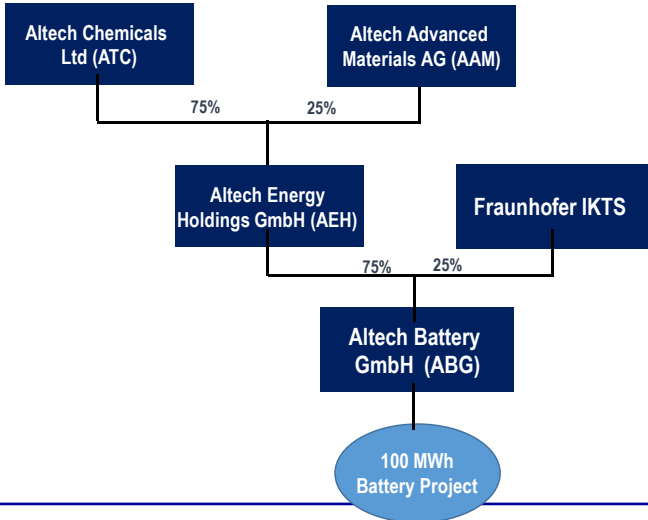 Altech Chemicals
Ltd (ATC)
Altech Advanced
Materials AG (AAM)
75%
25%
Altech Energy
Holdings GmbH (AEH)
Fraunhofer IKTS
75%
25%
Altech Battery
GmbH (ABG)
100 MWh
Battery Project